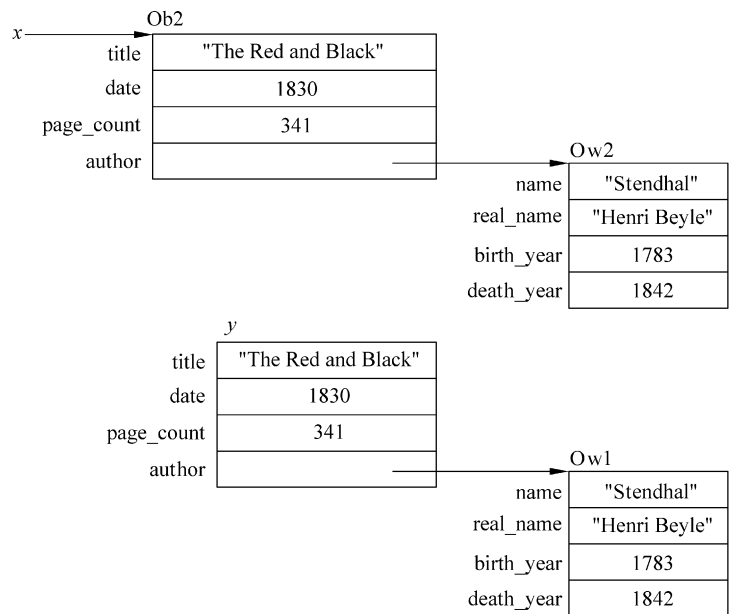 x Ob2
title "The Red and Black"
date 1830
page_count 341
author
Ow2
name "Stendhal"
real_name "Henri Beyle"
birth_year 1783
death_year 1842
y
title "The Red and Black"
date 1830
page_count 341
author
Ow1
name "Stendhal"
real_name "Henri Beyle"
birth_year 1783
death_year 1842